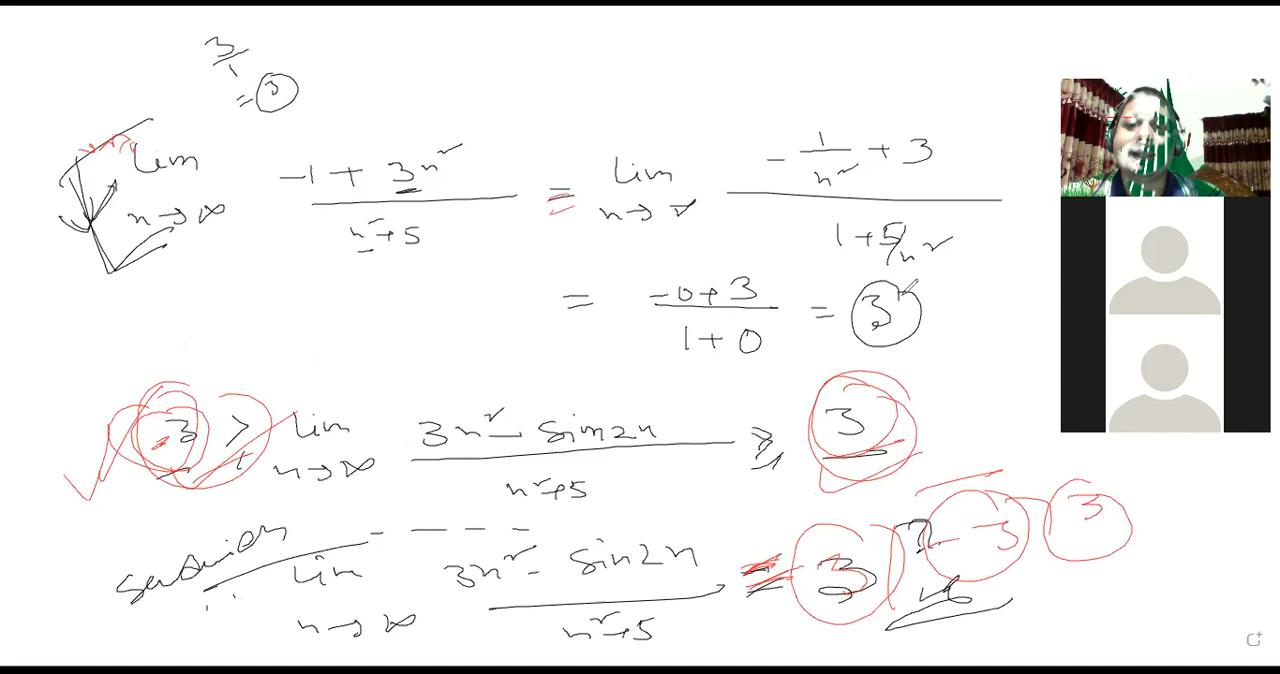 3/1
= 3
lim n→∞ (-1 + 3n²)/(n²+5) = lim n→ (-1/n² + 3)/(1 + 5/n²)
= (-0+3)/(1+0) = 3
3 > lim n→∞ (3n² - sin2n)/(n²+5) ≥ 3
- - - -
lim n→∞ (3n² - sin2n)/(n²+5) = 3
3 3